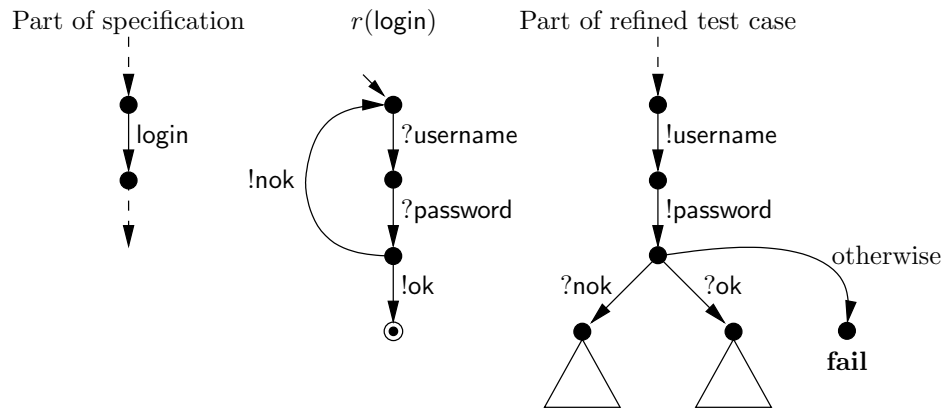 Part of specification
login
r(login)
?username
?password
!nok
!ok
Part of refined test case
!username
!password
otherwise
?nok
?ok
fail